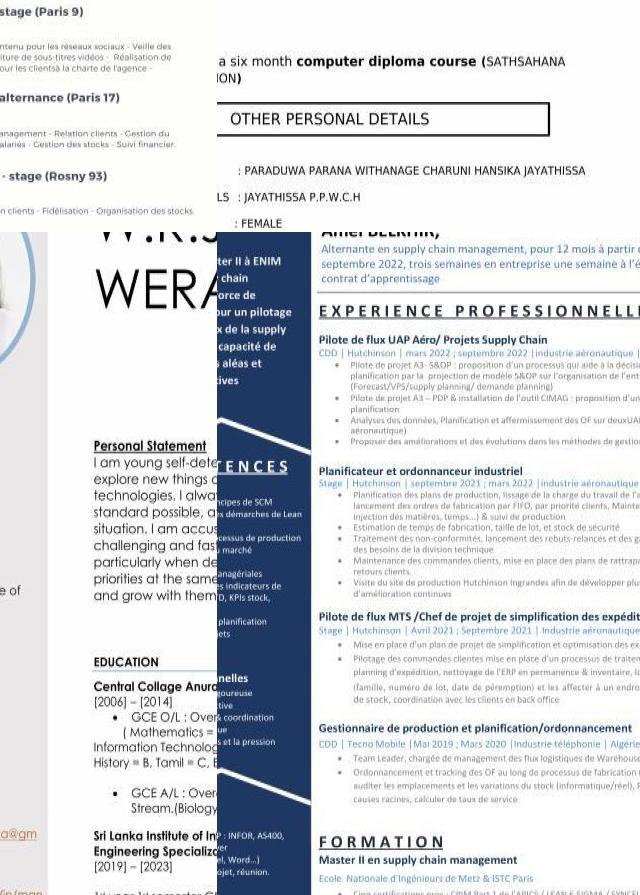 stage (Paris 9)
ntenu pour les réseaux sociaux - Veille des
iture de sous-titres vidéos - Réalisation de
our les clientsà la charte de l'agence -
alternance (Paris 17)
anagement - Relation clients - Gestion du
alariés - Gestion des stocks - Suivi financier.
- stage (Rosny 93)
n clients - Fidélisation - Organisation des stocks.
a six month computer diploma course (SATHSAHANA
ION)
OTHER PERSONAL DETAILS
: PARADUWA PARANA WITHANAGE CHARUNI HANSIKA JAYATHISSA
LS : JAYATHISSA P.P.W.C.H
: FEMALE
W.R.S
WERA
Personal Statement
I am young self-dete
explore new things
technologies. I alwa
standard possible, a
situation. I am accus
challenging and fas
particularly when de
priorities at the same
and grow with them
EDUCATION
Central Collage Anura
[2006] – [2014]
• GCE O/L : Over
( Mathematics =
Information Technolog
History = B, Tamil = C, E
• GCE A/L : Over
Stream.(Biology
Sri Lanka Institute of In
Engineering Specializa
[2019] – [2023]
e of
a@gm
ter II à ENIM
chain
orce de
ur un pilotage
x de la supply
capacité de
s aléas et
tives
TENCES
ncipes de SCM
s démarches de Lean
cessus de production
u marché
anagériales
es indicateurs de
D, KPIs stock,
planification
ets
nelles
goureuse
tive
& coordination
ue
s et la pression
P : INFOR, AS400,
er
el, Word...)
ojet, réunion.
Amel BELKHIR,
Alternante en supply chain management, pour 12 mois à partir
septembre 2022, trois semaines en entreprise une semaine à l'é
contrat d'apprentissage
EXPERIENCE PROFESSIONNELL
Pilote de flux UAP Aéro/ Projets Supply Chain
CDD | Hutchinson | mars 2022 ; septembre 2022 |industrie aéronautique |
• Pilote de projet A3- S&OP : proposition d'un processus qui aide à la décisi
planification par la projection de modèle S&OP sur l'organisation de l'ent
(Forecast/VPS/supply planning/ demande planning)
• Pilote de projet A3 – PDP & installation de l'outil CIMAG : proposition d'un
planification
• Analyses des données, Planification et affermissement des OF sur deuxUA
aéronautique)
• Proposer des améliorations et des évolutions dans les méthodes de gestio
Planificateur et ordonnanceur industriel
Stage | Hutchinson | septembre 2021 ; mars 2022 |industrie aéronautique
• Planification des plans de production, lissage de la charge du travail de l'a
lancement des ordres de fabrication par FIFO, par priorité clients, Mainte
injection des matières, temps...) & suivi de production
• Estimation de temps de fabrication, taille de lot, et stock de sécurité
• Traitement des non-conformités, lancement des rebuts-relances et des ga
des besoins de la division technique
• Maintenance des commandes clients, mise en place des plans de rattrapa
retours clients.
• Visite du site de production Hutchinson Ingrandes afin de développer plus
d'amélioration continues
Pilote de flux MTS /Chef de projet de simplification des expédit
Stage | Hutchinson | Avril 2021 ; Septembre 2021 | Industrie aéronautique
• Mise en place d'un plan de projet de simplification et optimisation des ex
• Pilotage des commandes clientes mise en place d'un processus de traitem
planning d'expédition, nettoyage de l'ERP en permanence & inventaire, Id
(famille, numéro de lot, date de péremption) et les affecter à un endro
de stock, coordination avec les clients en back office
Gestionnaire de production et planification/ordonnancement
CDD | Tecno Mobile |Mai 2019 ; Mars 2020 |Industrie téléphonie | Algérie
• Team Leader, chargée de management des flux logistiques de Warehouse
• Ordonnancement et tracking des OF au long de processus de fabrication
auditer les emplacements et les variations du stock (informatique/réel), R
causes racines, calculer de taux de service
FORMATION
Master II en supply chain management
Ecole Nationale d'Ingénieurs de Metz & ISTC Paris